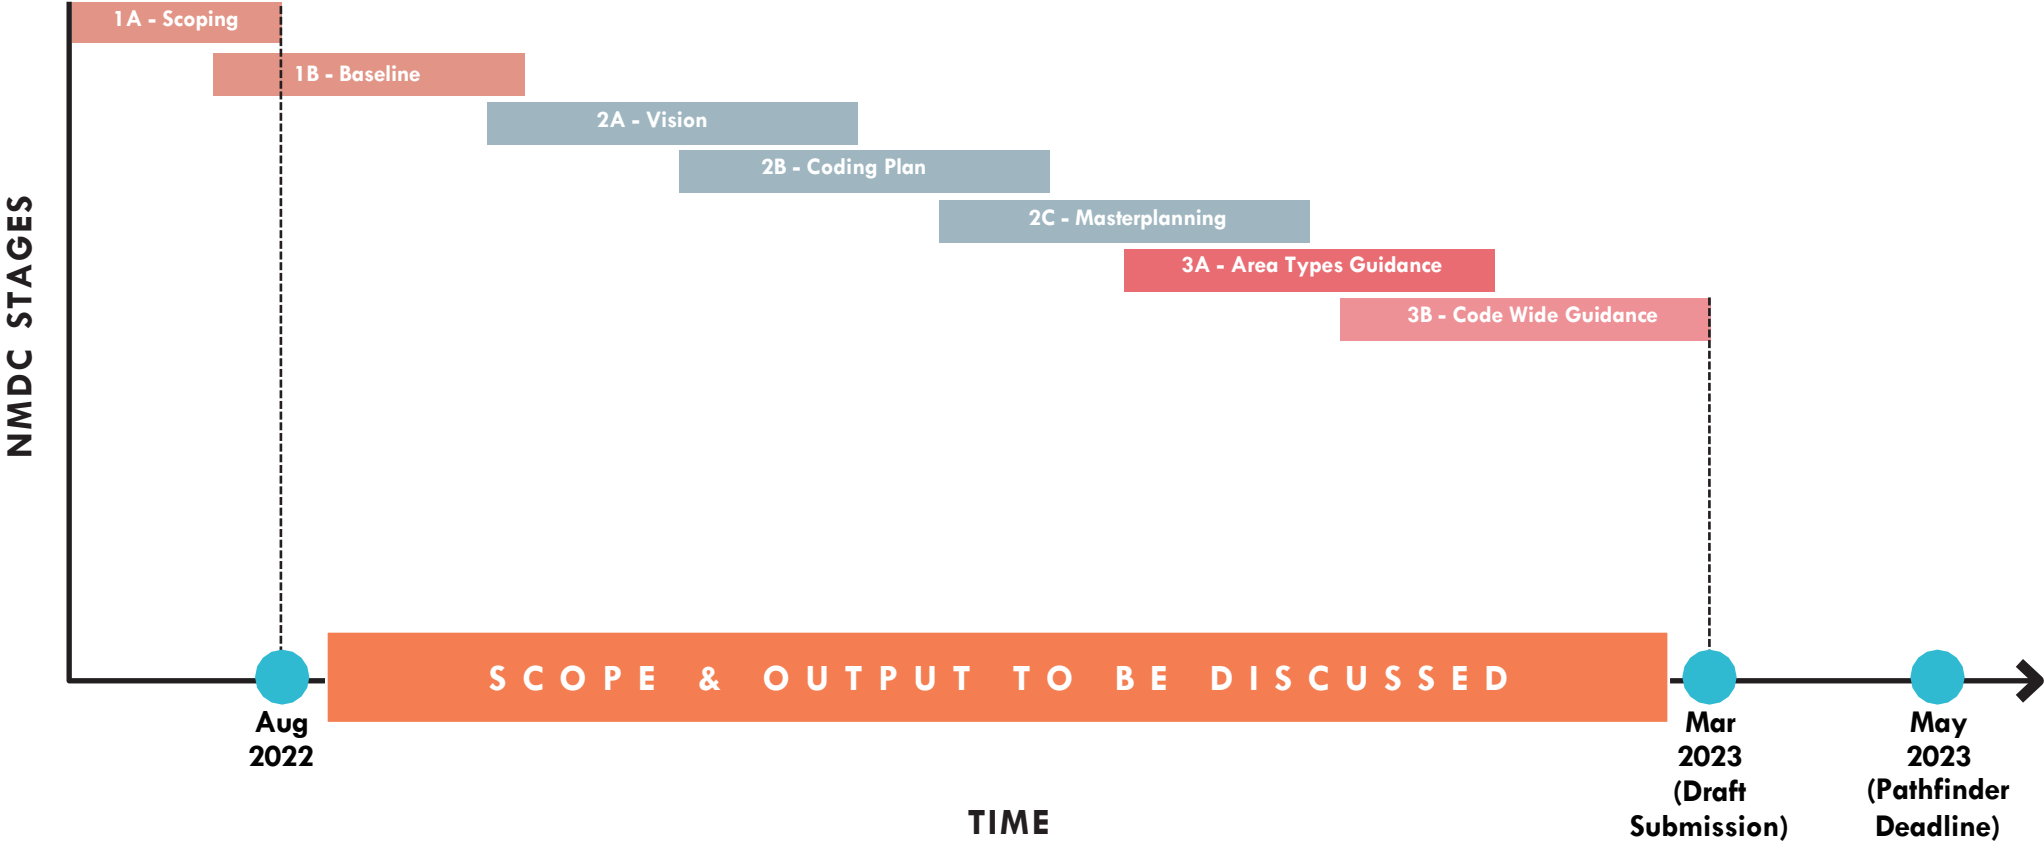 1A - Scoping
1B - Baseline
2A - Vision
2B - Coding Plan
2C - Masterplanning
3A - Area Types Guidance
3B - Code Wide Guidance
NMDC STAGES
SCOPE & OUTPUT TO BE DISCUSSED
Aug
2022
Mar
2023
(Draft
Submission)
May
2023
(Pathfinder
Deadline)
TIME